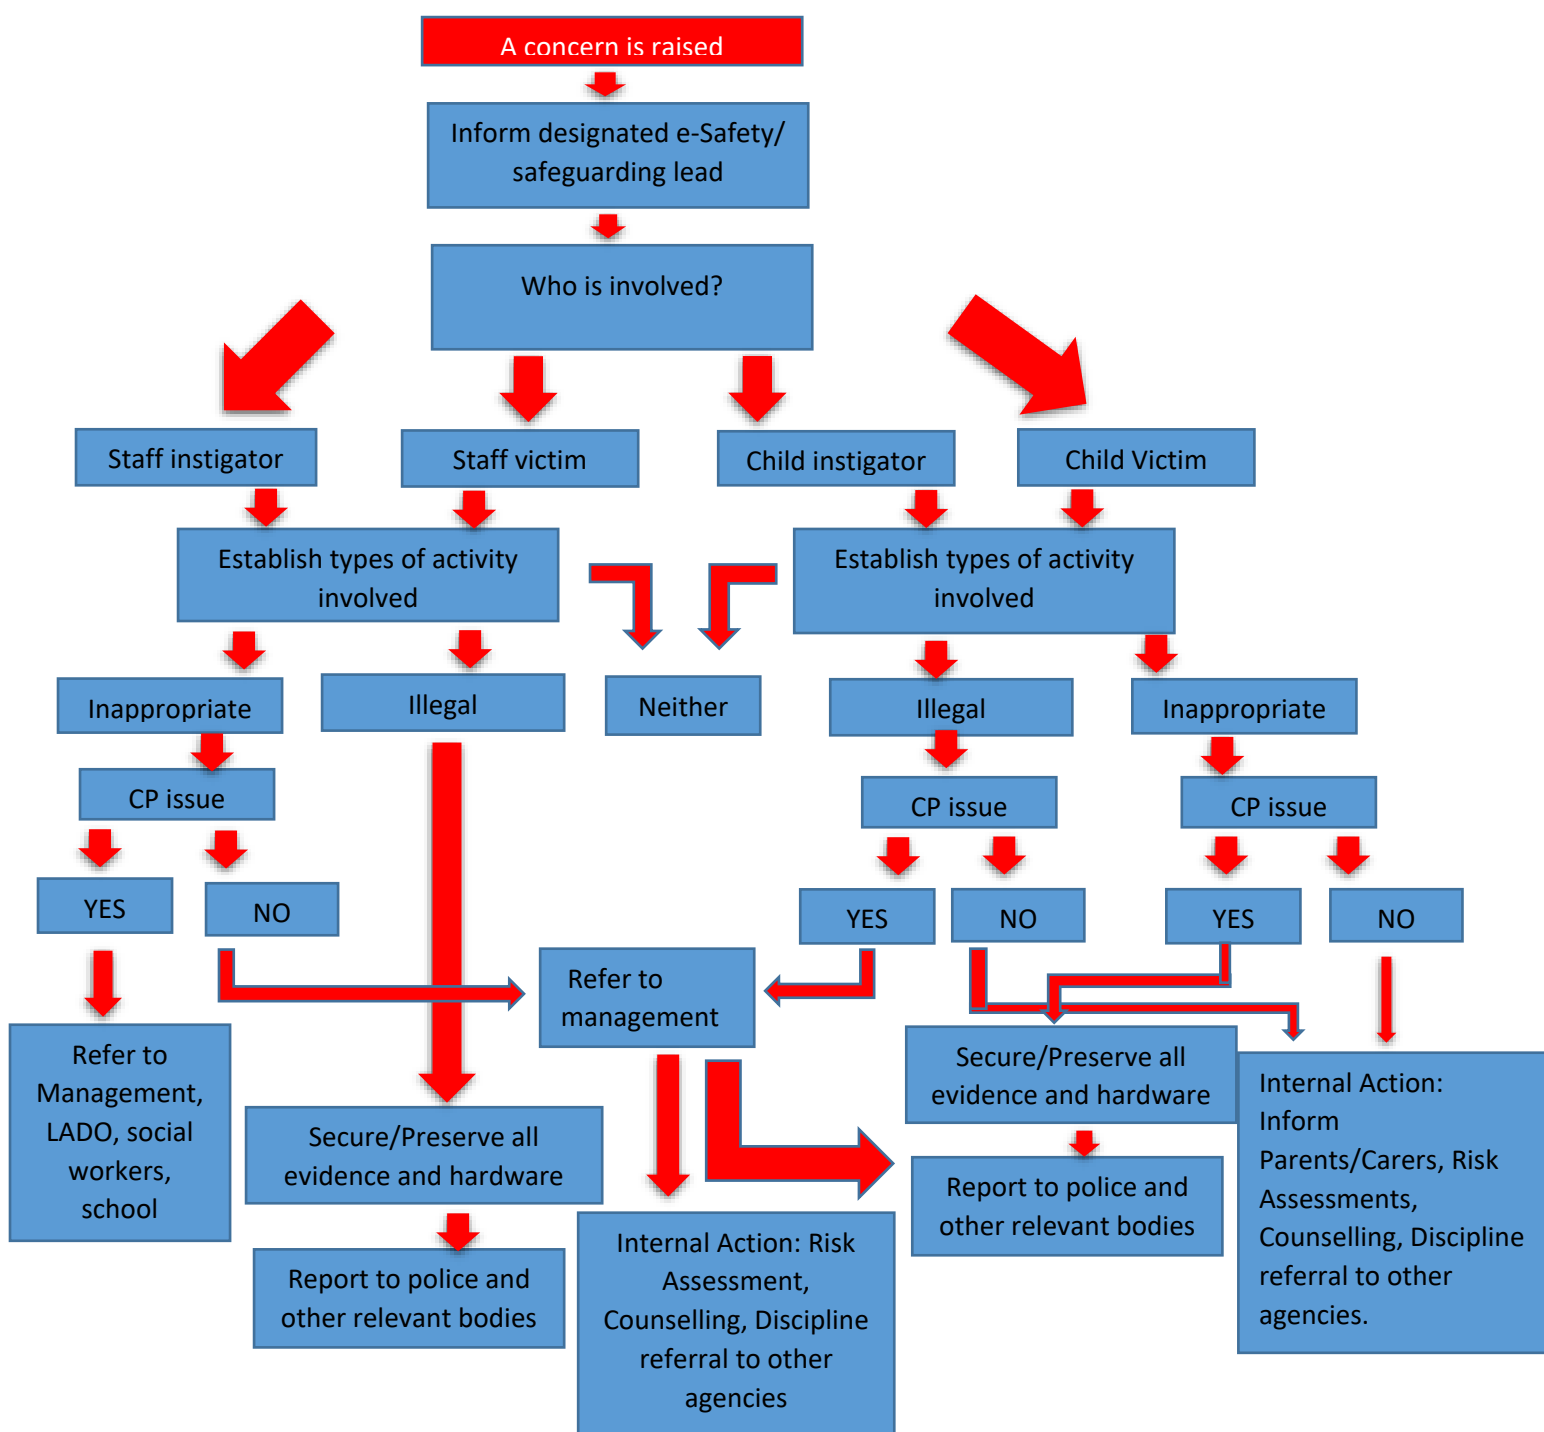 A concern is raised
Inform designated e-Safety/
safeguarding lead
Who is involved?
Staff instigator
Staff victim
Child instigator
Child Victim
Establish types of activity
involved
Establish types of activity
involved
Inappropriate
Illegal
Neither
Illegal
Inappropriate
CP issue
CP issue
CP issue
YES
NO
YES
NO
YES
NO
Refer to
management
Refer to
Management,
LADO, social
workers,
school
Secure/Preserve all
evidence and hardware
Report to police and
other relevant bodies
Internal Action: Risk
Assessment,
Counselling, Discipline
referral to other
agencies
Secure/Preserve all
evidence and hardware
Report to police and
other relevant bodies
Internal Action:
Inform
Parents/Carers, Risk
Assessments,
Counselling, Discipline
referral to other
agencies.